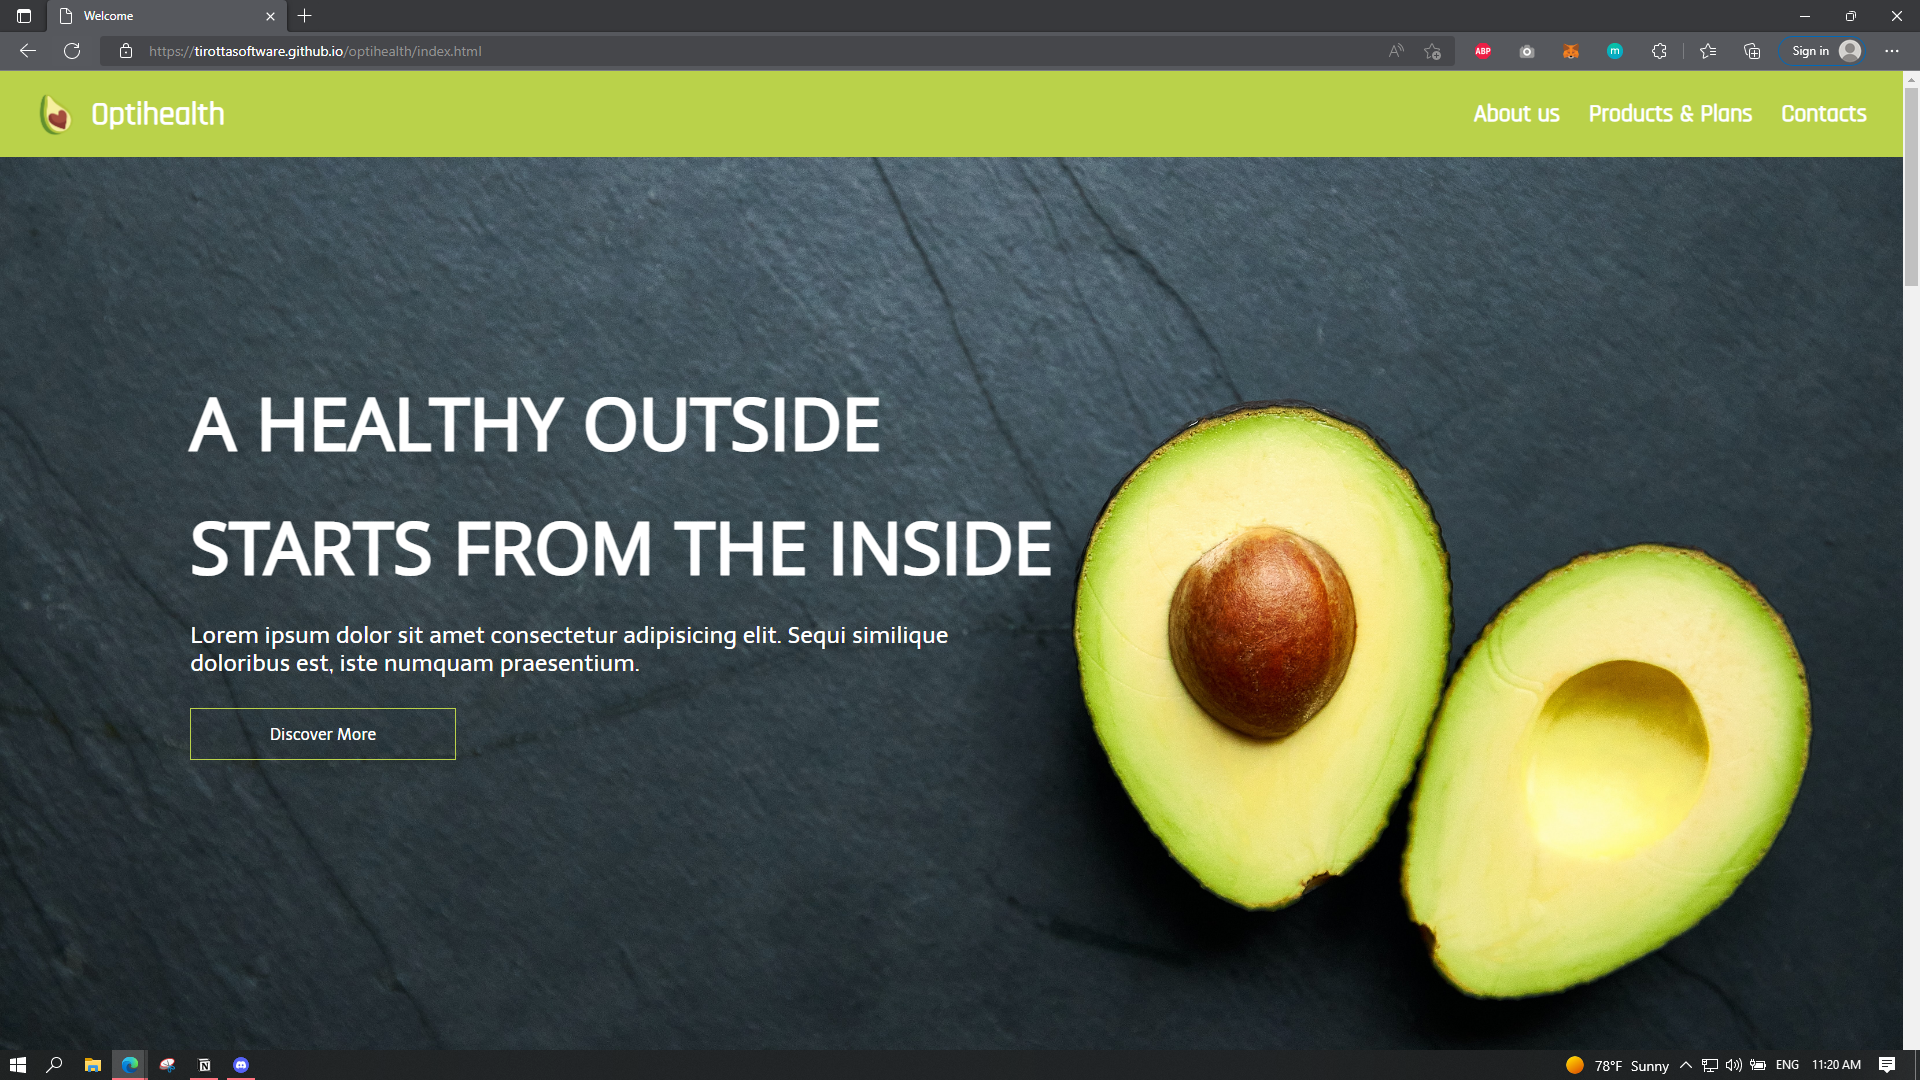 Welcome
https://tirottasoftware.github.io/optihealth/index.html
ABP
m
Sign in
Optihealth
About us
Products & Plans
Contacts
A HEALTHY OUTSIDE
STARTS FROM THE INSIDE
Lorem ipsum dolor sit amet consectetur adipisicing elit. Sequi similique
doloribus est, iste numquam praesentium.
Discover More
78°F Sunny
ENG
11:20 AM